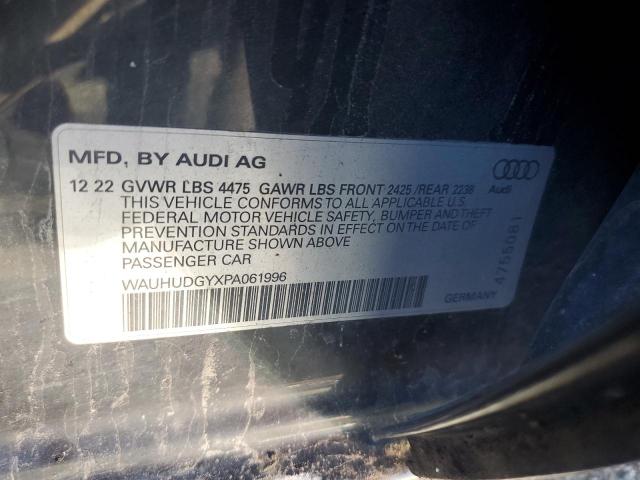 MFD, BY AUDI AG
12 22 GVWR LBS 4475 GAWR LBS FRONT 2425 /REAR 2238
THIS VEHICLE CONFORMS TO ALL APPLICABLE U.S.
FEDERAL MOTOR VEHICLE SAFETY, BUMPER AND THEFT
PREVENTION STANDARDS IN EFFECT ON THE DATE OF
MANUFACTURE SHOWN ABOVE
PASSENGER CAR
WAUHUDGYXPA061996
Audi
4755081
GERMANY